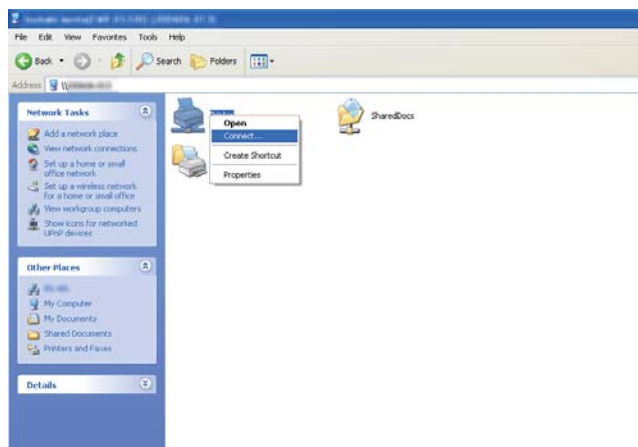 File Edit View Favorites Tools Help
Back Search Folders
Address
Network Tasks
Add a network place
View network connections
Set up a home or small
office network
Set up a wireless network
for a home or small office
View workgroup computers
Show icons for networked
UPnP devices
Other Places
My Computer
My Documents
Shared Documents
Printers and Faxes
Details
Open
Connect...
Create Shortcut
Properties
SharedDocs